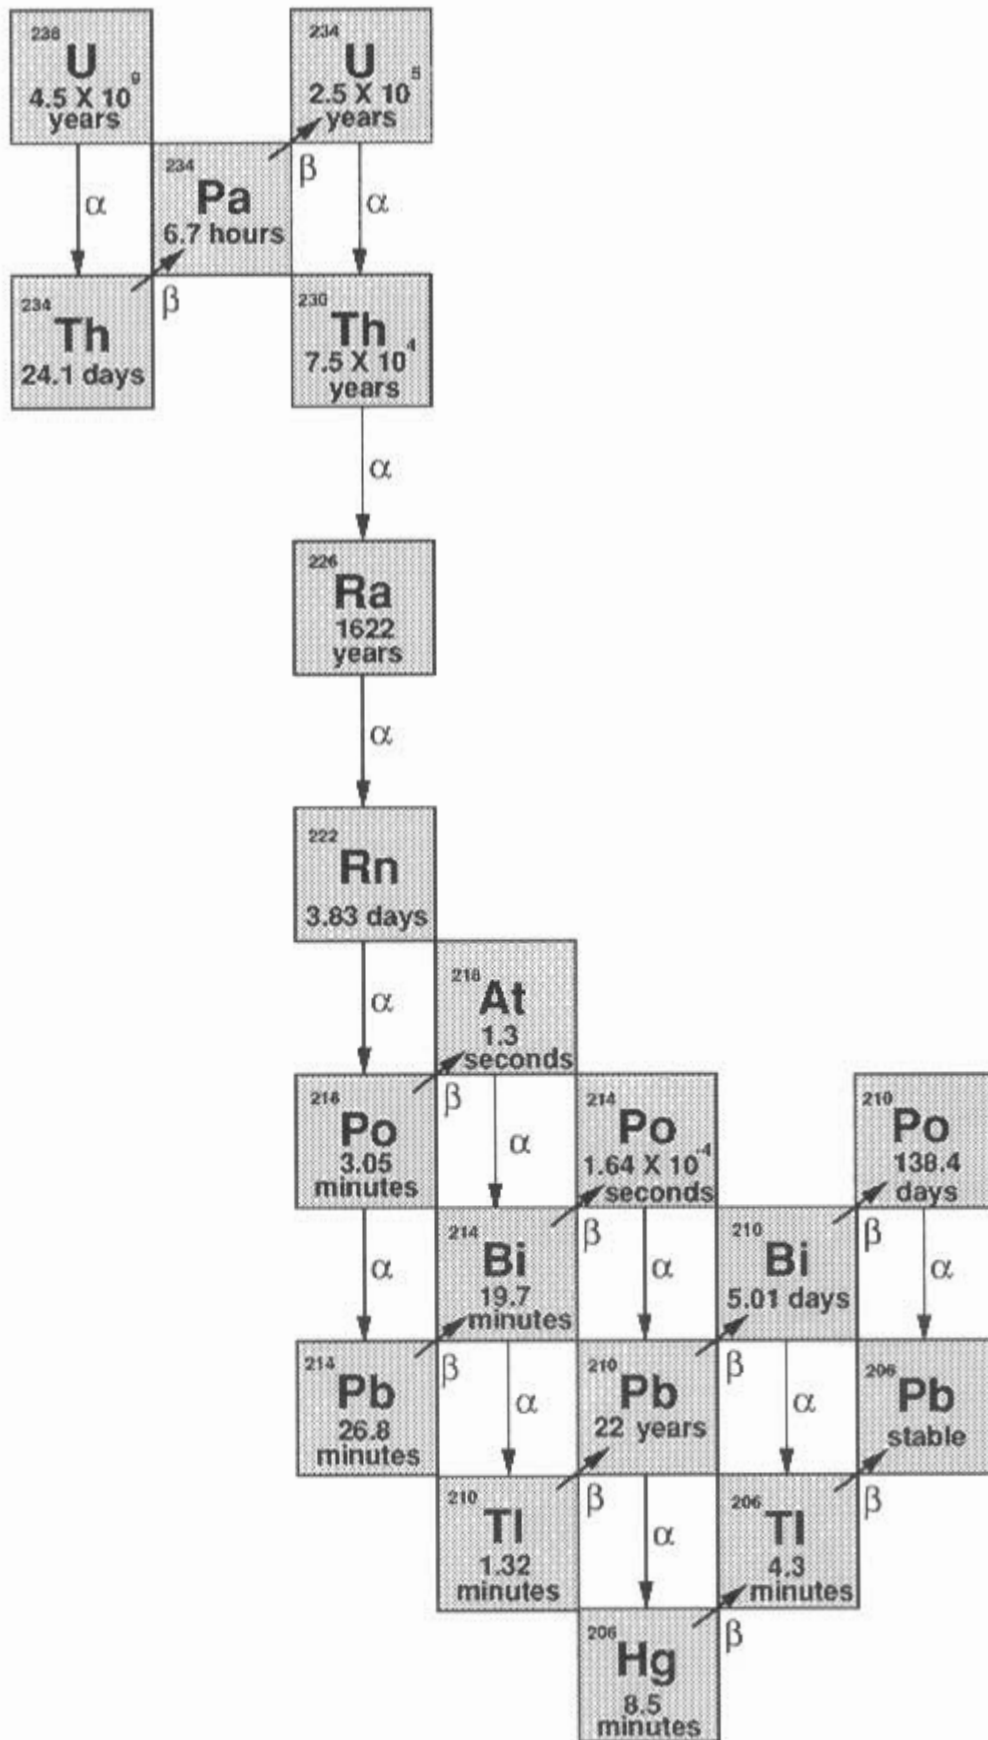 238
U
4.5 X 10^9
years
234
U
2.5 X 10^5
years
α
234
Pa
6.7 hours
β
α
234
Th
24.1 days
β
230
Th
7.5 X 10^4
years
α
226
Ra
1622
years
α
222
Rn
3.83 days
α
218
At
1.3
seconds
218
Po
3.05
minutes
β
α
214
Po
1.64 X 10^-4
seconds
210
Po
138.4
days
α
214
Bi
19.7
minutes
β
α
210
Bi
5.01 days
β
α
214
Pb
26.8
minutes
β
α
210
Pb
22 years
β
α
206
Pb
stable
210
Tl
1.32
minutes
β
α
206
Tl
4.3
minutes
β
206
Hg
8.5
minutes
β